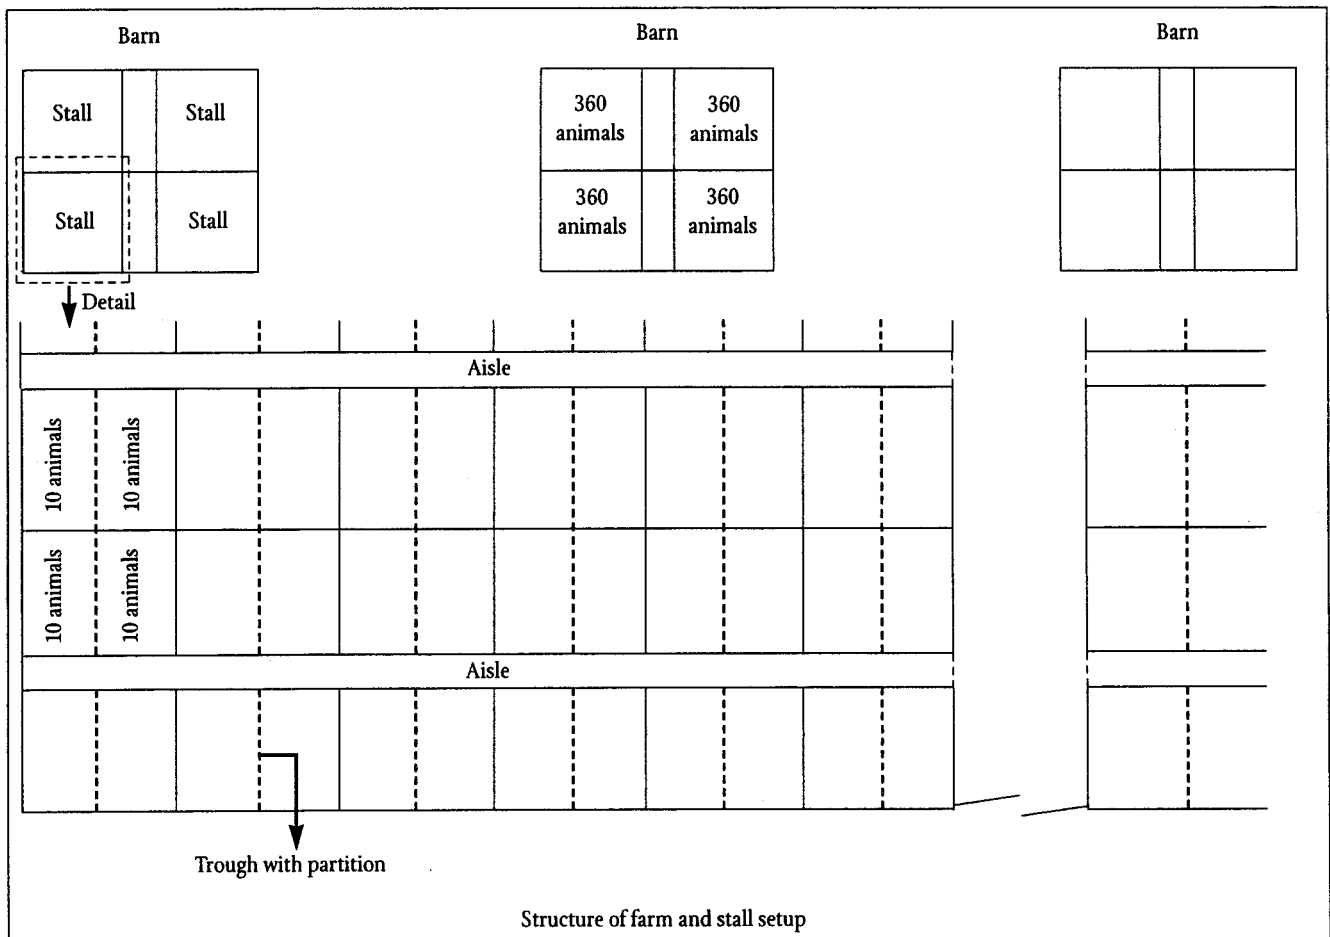 Barn
Barn
Barn
Stall
Stall
Stall
Stall
360
animals
360
animals
360
animals
360
animals
Detail
Aisle
10 animals
10 animals
10 animals
10 animals
Aisle
Trough with partition
Structure of farm and stall setup